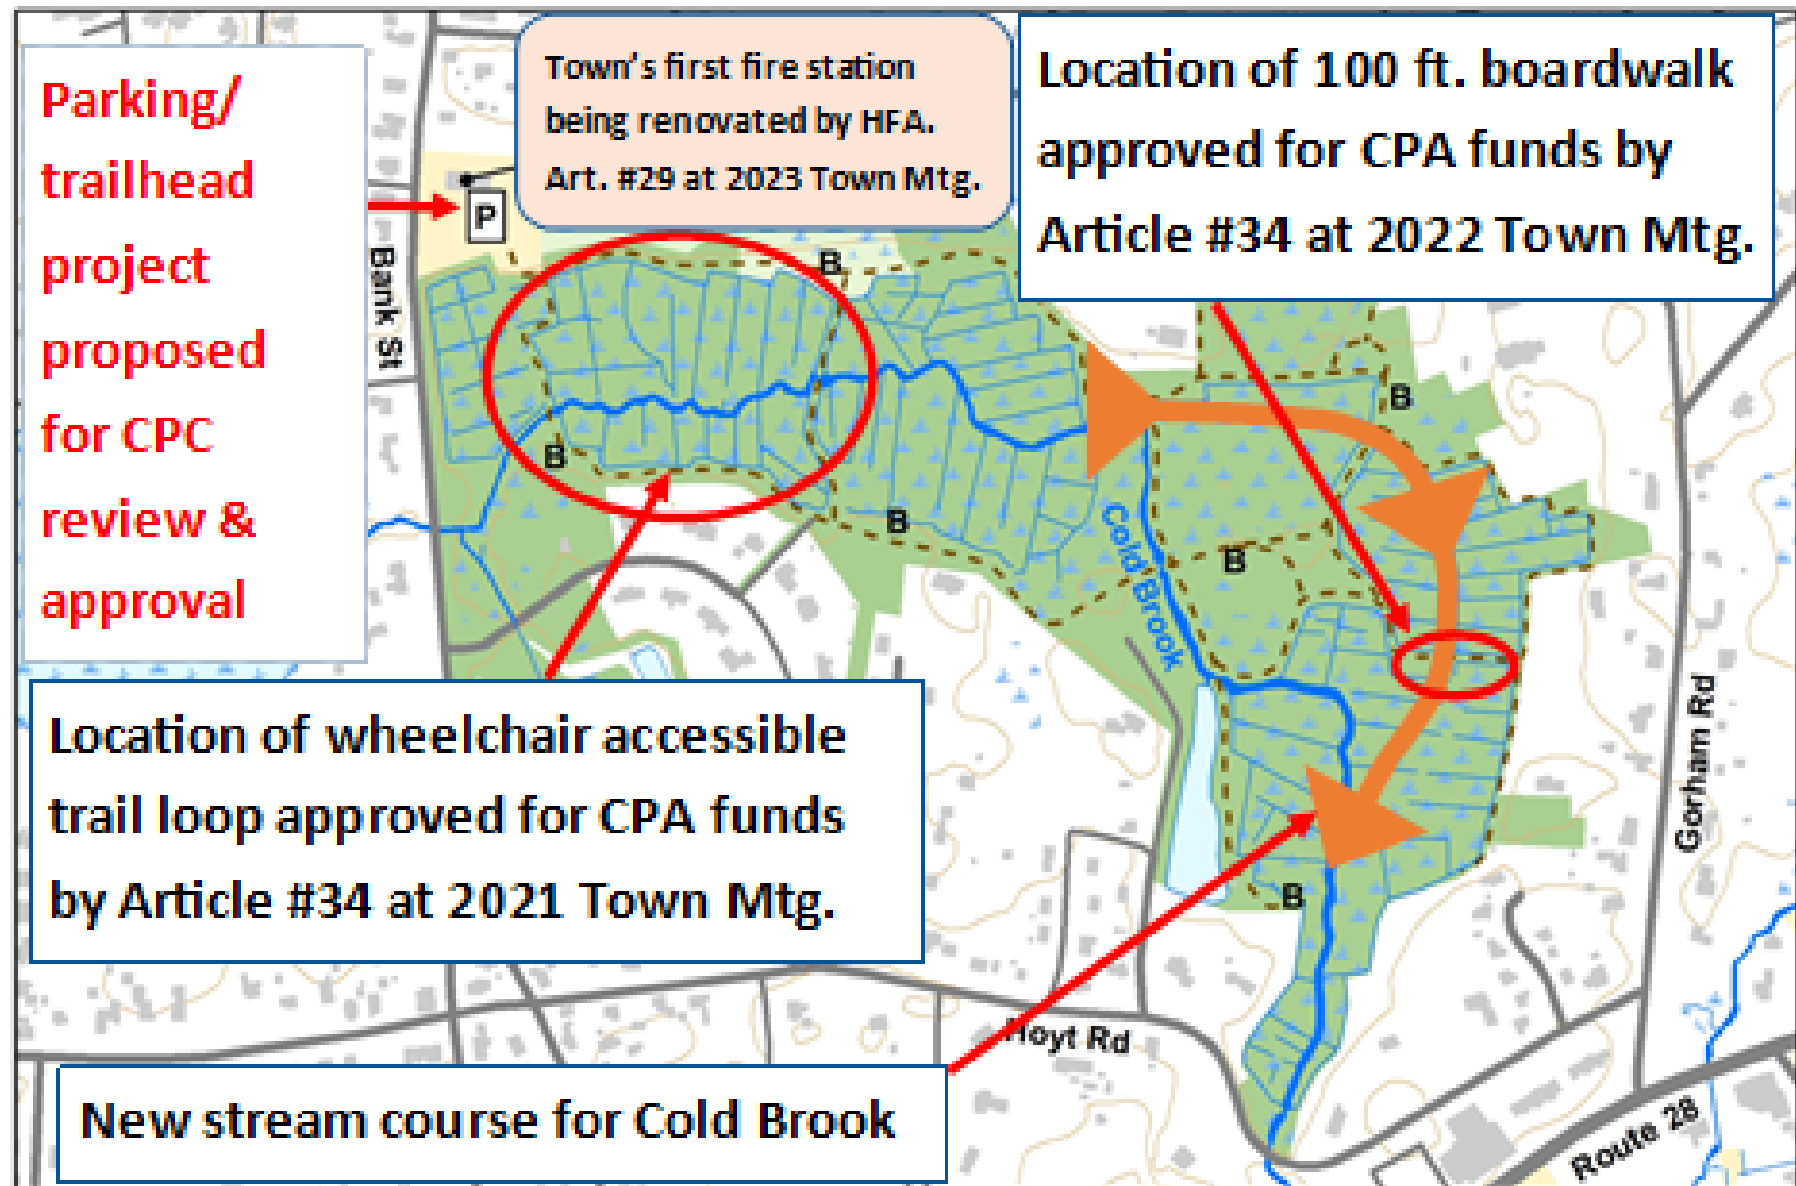 Parking/
trailhead
project
proposed
for CPC
review &
approval
Town's first fire station
being renovated by HFA.
Art. #29 at 2023 Town Mtg.
Location of 100 ft. boardwalk
approved for CPA funds by
Article #34 at 2022 Town Mtg.
P
Bank St
B
B
B
B
B
Cold Brook
Gorham Rd
Location of wheelchair accessible
trail loop approved for CPA funds
by Article #34 at 2021 Town Mtg.
B
Hoyt Rd
New stream course for Cold Brook
Route 28